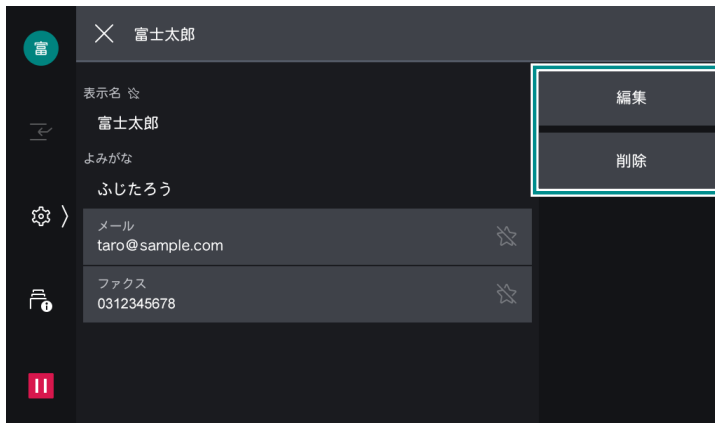 富
富士太郎
表示名
富士太郎
よみがな
ふじたろう
メール
taro@sample.com
ファクス
0312345678
編集
削除